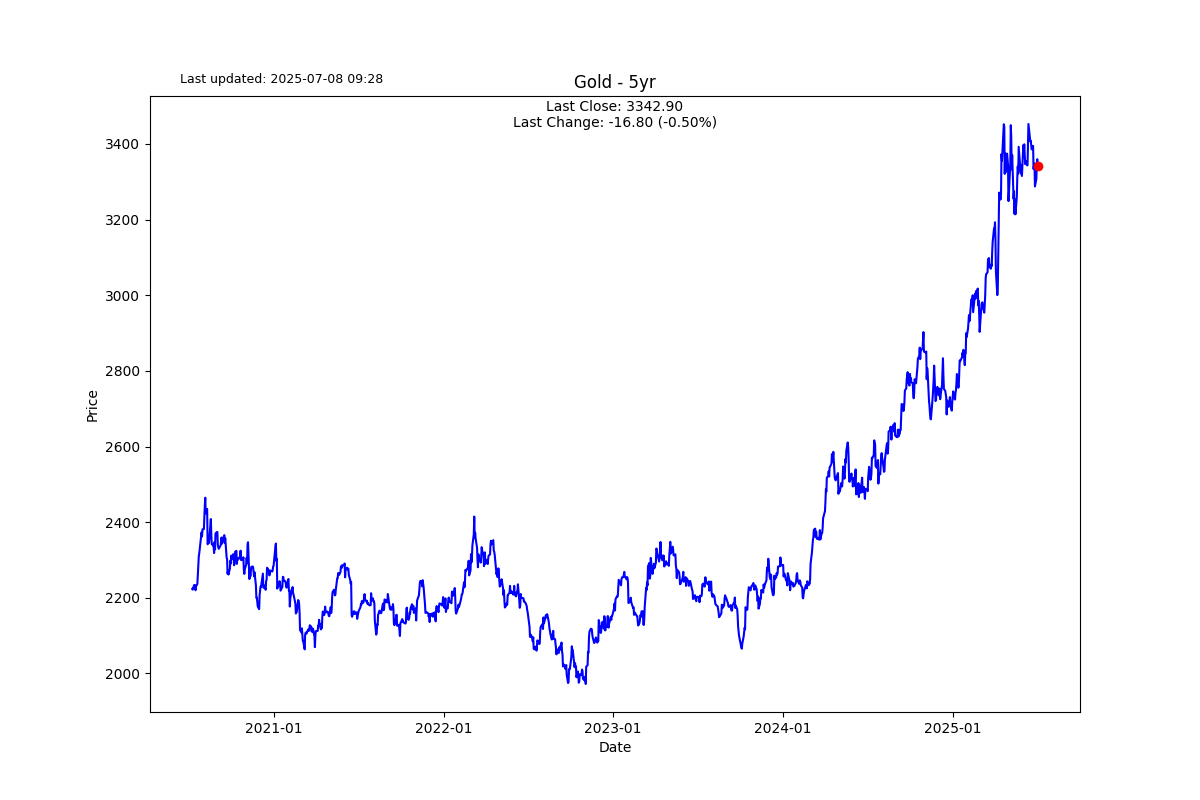 Last updated: 2025-07-08 09:28
Gold - 5yr
Last Close: 3342.90
Last Change: -16.80 (-0.50%)
3400
3200
3000
2800
2600
2400
2200
2000
Price
2021-01
2022-01
2023-01
2024-01
2025-01
Date